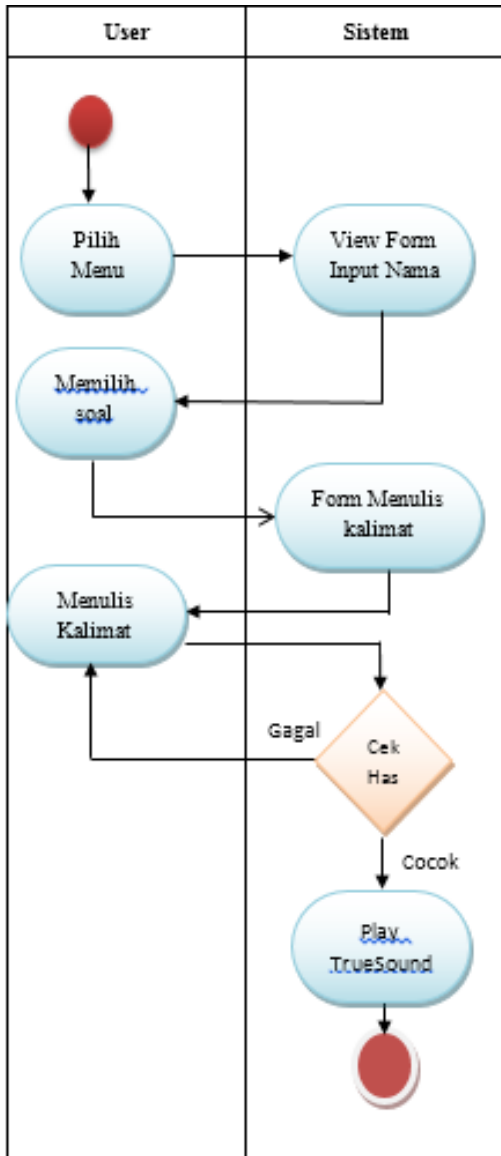 User
Sistem
Pilih
Menu
View Form
Input Nama
Memilih
soal
Form Menulis
kalimat
Menulis
Kalimat
Gagal
Cek
Has
Cocok
Play
TrueSound